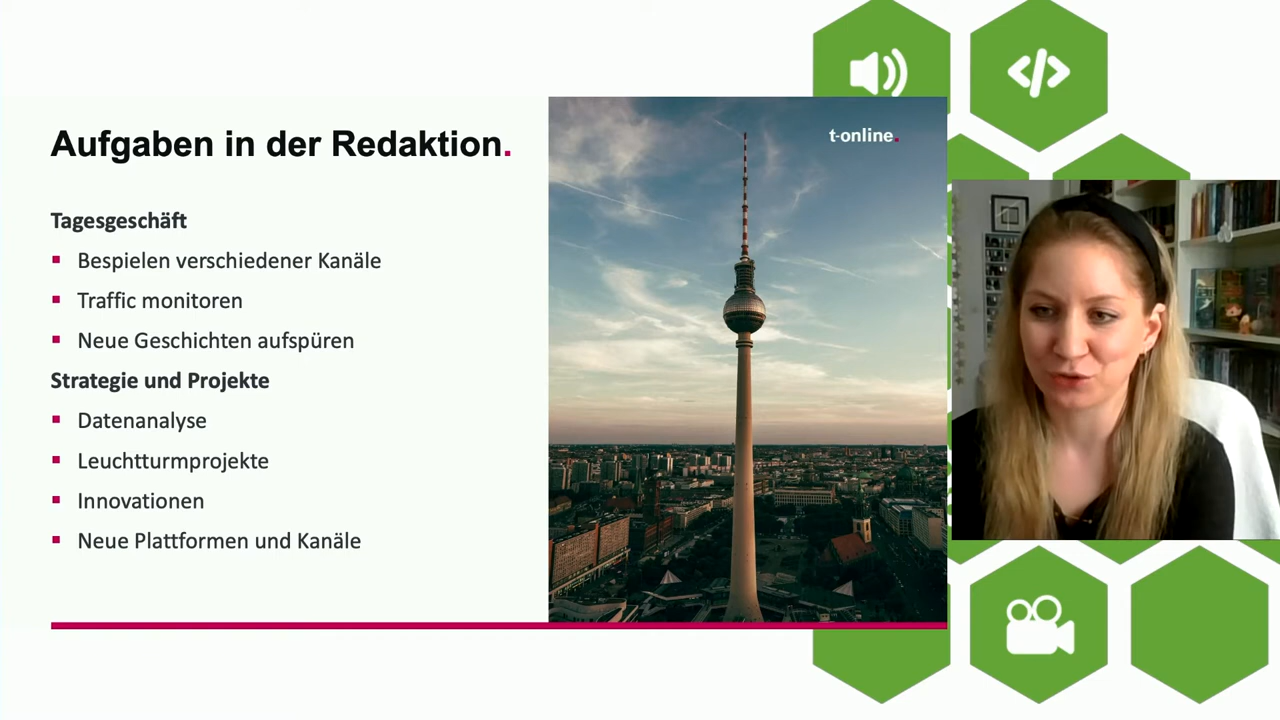 Aufgaben in der Redaktion.
t-online.
Tagesgeschäft
Bespielen verschiedener Kanäle
Traffic monitoren
Neue Geschichten aufspüren
Strategie und Projekte
Datenanalyse
Leuchtturmprojekte
Innovationen
Neue Plattformen und Kanäle